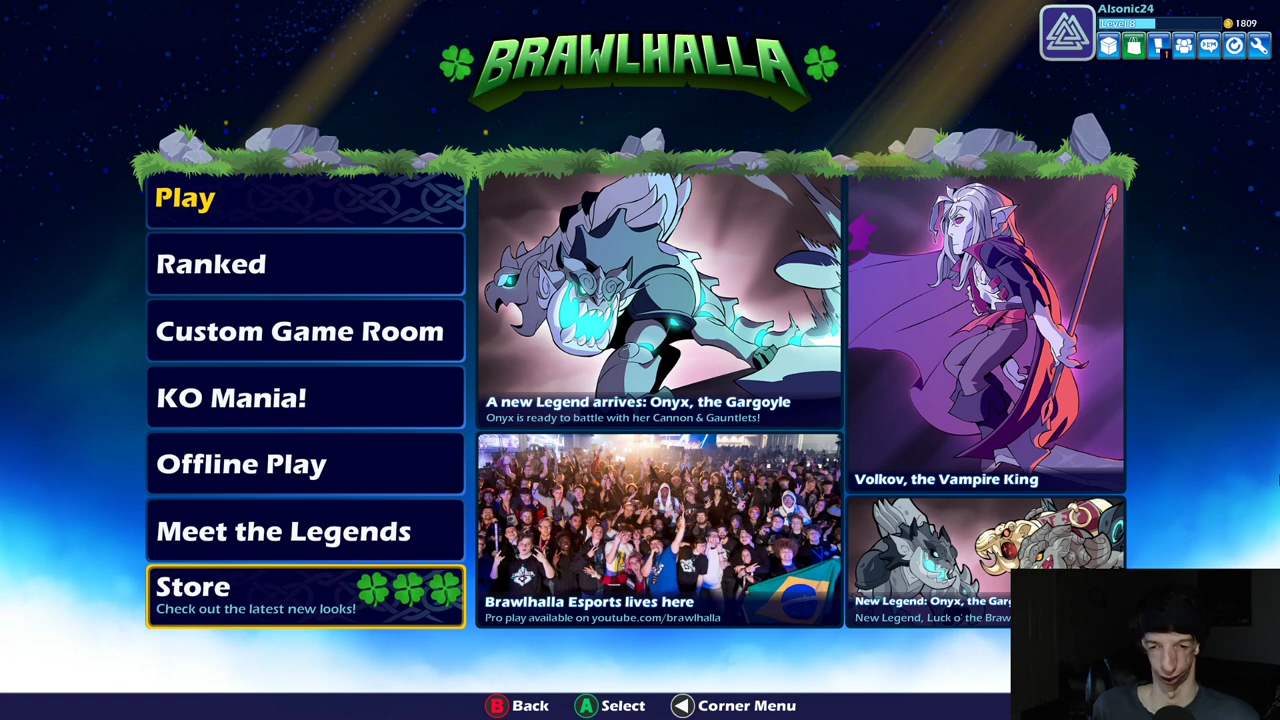 Alsonic24
Level 8
1809
1
BRAWLHALLA
Play
Ranked
Custom Game Room
KO Mania!
Offline Play
Meet the Legends
Store
Check out the latest new looks!
A new Legend arrives: Onyx, the Gargoyle
Onyx is ready to battle with her Cannon & Gauntlets!
Brawlhalla Esports lives here
Pro play available on youtube.com/brawlhalla
Volkov, the Vampire King
New Legend: Onyx, the Garg
New Legend, Luck o' the Braw
B Back
A Select
Corner Menu